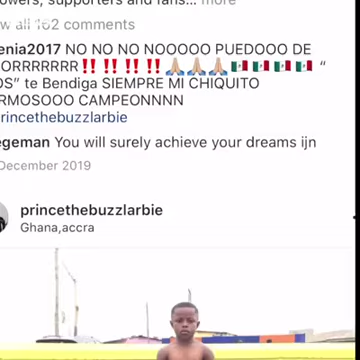 owers, supporters and fans... more
w all 162 comments
enia2017 NO NO NO NOOOOO PUEDOOO DE
ORRRRRRR‼️‼️‼️‼️🙏🏼🙏🏼🙏🏼🇲🇽🇲🇽🇲🇽🇲🇽 “
OS” te Bendiga SIEMPRE MI CHIQUITO
RMOSOOO CAMPEONNNN
rincethebuzzlarbie
egeman You will surely achieve your dreams ijn
December 2019
princethebuzzlarbie
Ghana,accra